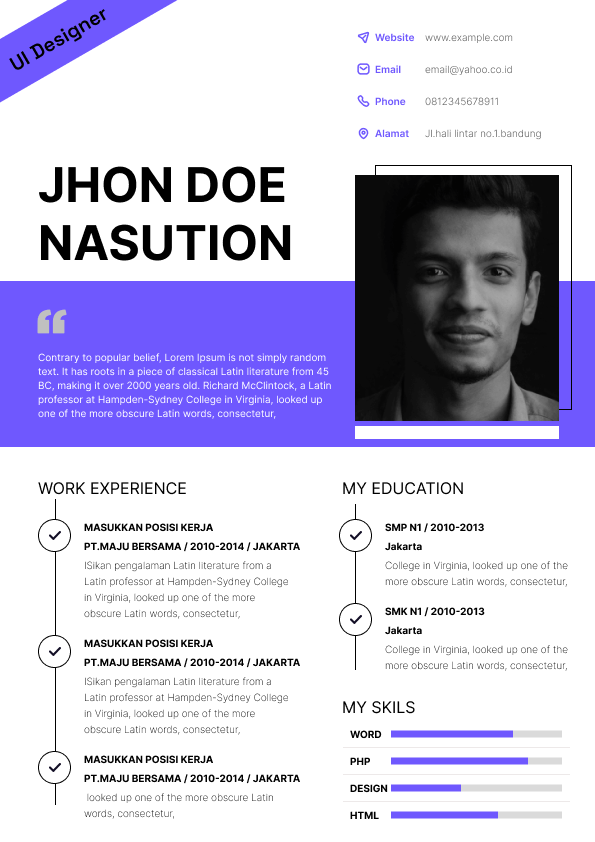 UI Designer
Website www.example.com
Email email@yahoo.co.id
Phone 0812345678911
Alamat Jl.hali lintar no.1.bandung
JHON DOE
NASUTION
“
Contrary to popular belief, Lorem Ipsum is not simply random
text. It has roots in a piece of classical Latin literature from 45
BC, making it over 2000 years old. Richard McClintock, a Latin
professor at Hampden-Sydney College in Virginia, looked up
one of the more obscure Latin words, consectetur,
WORK EXPERIENCE
MASUKKAN POSISI KERJA
PT.MAJU BERSAMA / 2010-2014 / JAKARTA
ISikan pengalaman Latin literature from a
Latin professor at Hampden-Sydney College
in Virginia, looked up one of the more
obscure Latin words, consectetur,
MASUKKAN POSISI KERJA
PT.MAJU BERSAMA / 2010-2014 / JAKARTA
ISikan pengalaman Latin literature from a
Latin professor at Hampden-Sydney College
in Virginia, looked up one of the more
obscure Latin words, consectetur,
MASUKKAN POSISI KERJA
PT.MAJU BERSAMA / 2010-2014 / JAKARTA
looked up one of the more obscure Latin
words, consectetur,
MY EDUCATION
SMP N1 / 2010-2013
Jakarta
College in Virginia, looked up one of the
more obscure Latin words, consectetur,
SMK N1 / 2010-2013
Jakarta
College in Virginia, looked up one of the
more obscure Latin words, consectetur,
MY SKILS
WORD
PHP
DESIGN
HTML